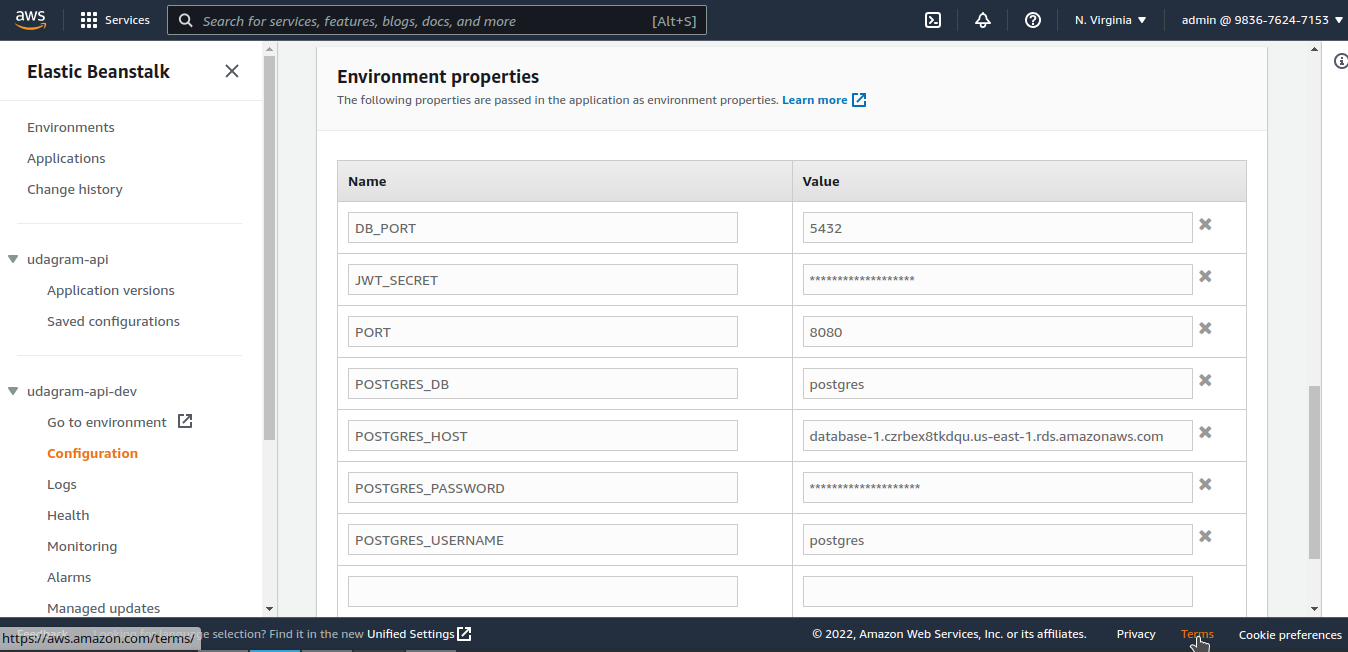 aws
Services
Search for services, features, blogs, docs, and more
[Alt+S]
N. Virginia
admin @ 9836-7624-7153
Elastic Beanstalk
Environments
Applications
Change history
udagram-api
Application versions
Saved configurations
udagram-api-dev
Go to environment
Configuration
Logs
Health
Monitoring
Alarms
Managed updates
Environment properties
The following properties are passed in the application as environment properties. Learn more
Name Value
DB_PORT 5432
JWT_SECRET *******************
PORT 8080
POSTGRES_DB postgres
POSTGRES_HOST database-1.czrbex8tkdqu.us-east-1.rds.amazonaws.com
POSTGRES_PASSWORD ********************
POSTGRES_USERNAME postgres
selection? Find it in the new Unified Settings
© 2022, Amazon Web Services, Inc. or its affiliates.
Privacy
Terms
Cookie preferences
https://aws.amazon.com/terms/